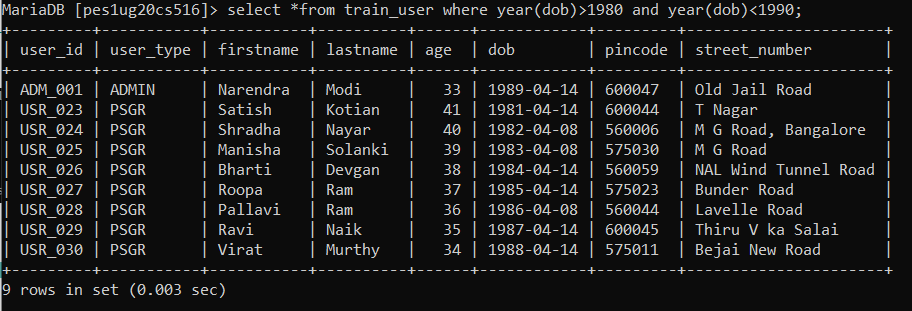 MariaDB [pes1ug20cs516]> select *from train_user where year(dob)>1980 and year(dob)<1990;
+---------+-----------+-----------+----------+------+------------+---------+----------------------+
| user_id | user_type | firstname | lastname | age  | dob        | pincode | street_number        |
+---------+-----------+-----------+----------+------+------------+---------+----------------------+
| ADM_001 | ADMIN     | Narendra  | Modi     |   33 | 1989-04-14 | 600047  | Old Jail Road        |
| USR_023 | PSGR      | Satish    | Kotian   |   41 | 1981-04-14 | 600044  | T Nagar              |
| USR_024 | PSGR      | Shradha   | Nayar    |   40 | 1982-04-08 | 560006  | M G Road, Bangalore  |
| USR_025 | PSGR      | Manisha   | Solanki  |   39 | 1983-04-08 | 575030  | M G Road             |
| USR_026 | PSGR      | Bharti    | Devgan   |   38 | 1984-04-14 | 560059  | NAL Wind Tunnel Road |
| USR_027 | PSGR      | Roopa     | Ram      |   37 | 1985-04-14 | 575023  | Bunder Road          |
| USR_028 | PSGR      | Pallavi   | Ram      |   36 | 1986-04-08 | 560044  | Lavelle Road         |
| USR_029 | PSGR      | Ravi      | Naik     |   35 | 1987-04-14 | 600045  | Thiru V ka Salai     |
| USR_030 | PSGR      | Virat     | Murthy   |   34 | 1988-04-14 | 575011  | Bejai New Road       |
+---------+-----------+-----------+----------+------+------------+---------+----------------------+
9 rows in set (0.003 sec)